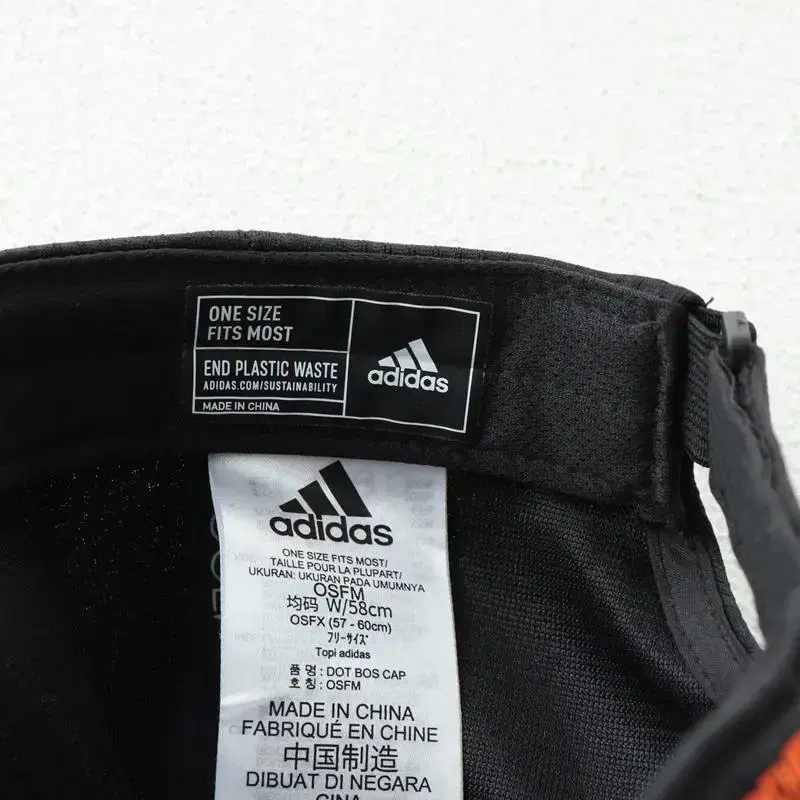 ONE SIZE
FITS MOST
END PLASTIC WASTE
ADIDAS.COM/SUSTAINABILITY
MADE IN CHINA
adidas
adidas
ONE SIZE FITS MOST/
TAILLE POUR LA PLUPART/
UKURAN: UKURAN PADA UMUMNYA
OSFM
均码 W/58cm
OSFX (57 - 60cm)
フリーサイズ
Topi adidas
품 명 : DOT BOS CAP
호 칭 : OSFM
MADE IN CHINA
FABRIQUÉ EN CHINE
中国制造
DIBUAT DI NEGARA
CINA